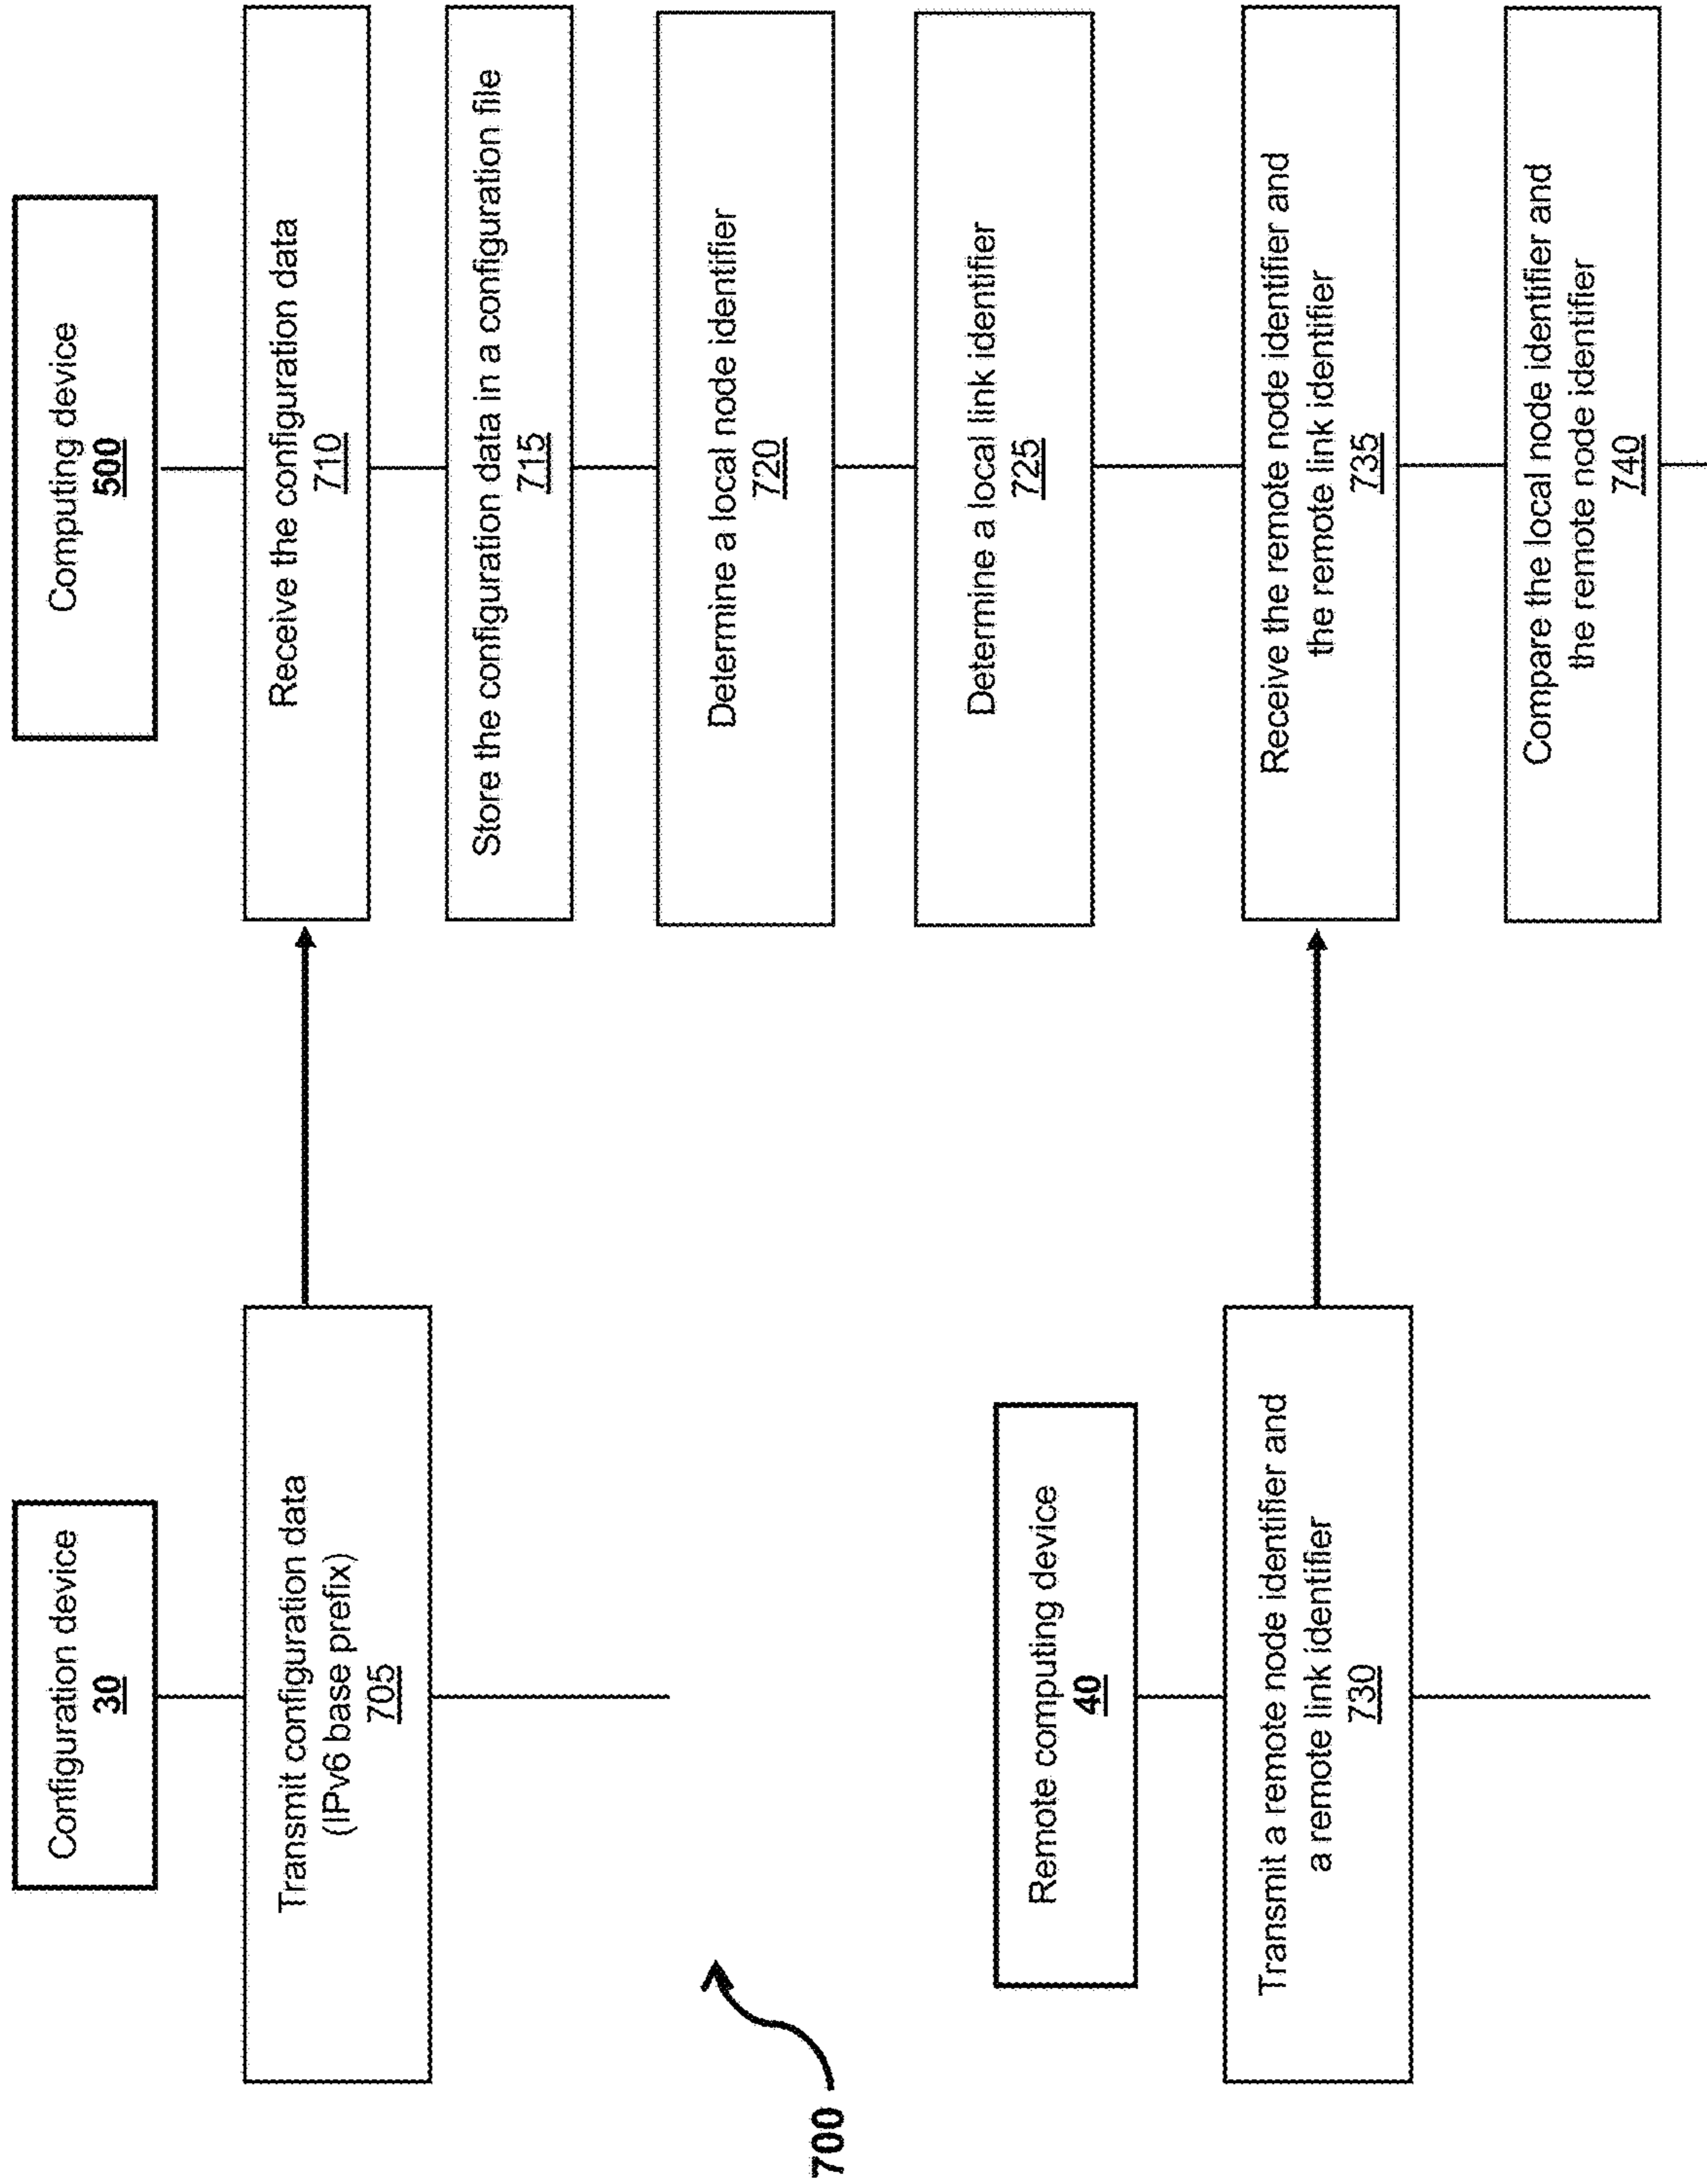 Configuration device
30
Transmit configuration data
(IPv6 base prefix)
705
700
Remote computing device
40
Transmit a remote node identifier and
a remote link identifier
730
Computing device
500
Receive the configuration data
710
Store the configuration data in a configuration file
715
Determine a local node identifier
720
Determine a local link identifier
725
Receive the remote node identifier and
the remote link identifier
735
Compare the local node identifier and
the remote node identifier
740